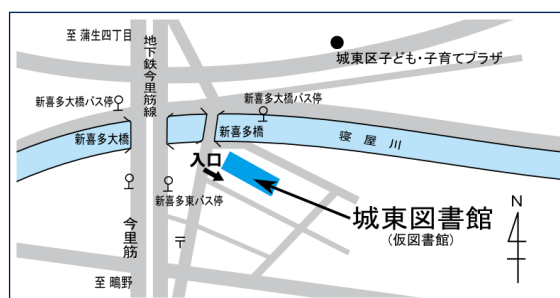 至 蒲生四丁目
地下鉄今里筋線
城東区子ども・子育てプラザ
新喜多大橋バス停
新喜多大橋バス停
新喜多大橋
新喜多橋
寝屋川
入口
新喜多東バス停
城東図書館
(仮図書館)
N
今里筋
〒
至 鴫野